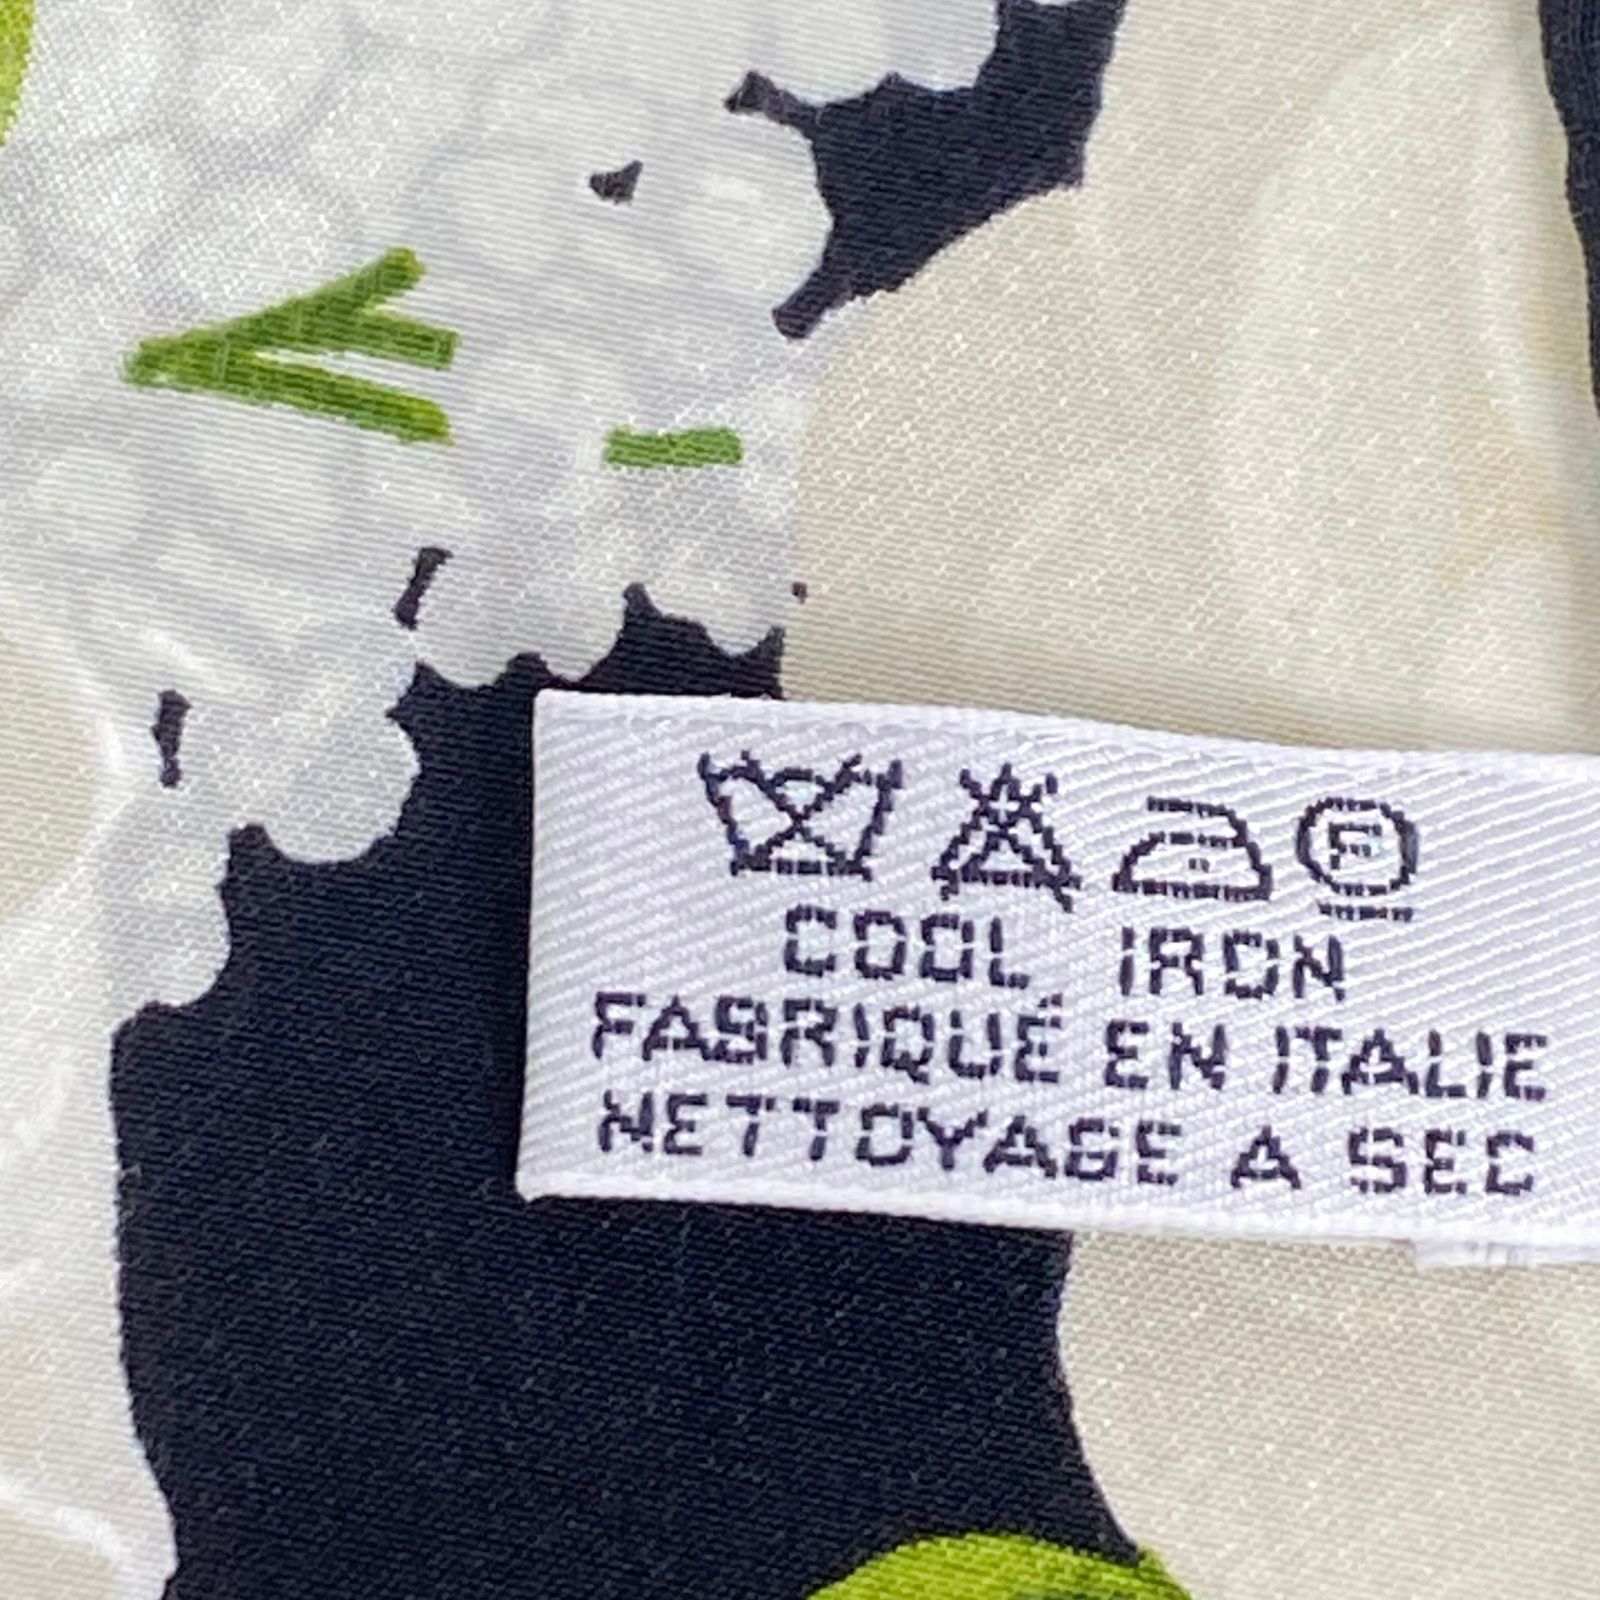 F
COOL IRON
FABRIQUÉ EN ITALIE
NETTOYAGE A SEC